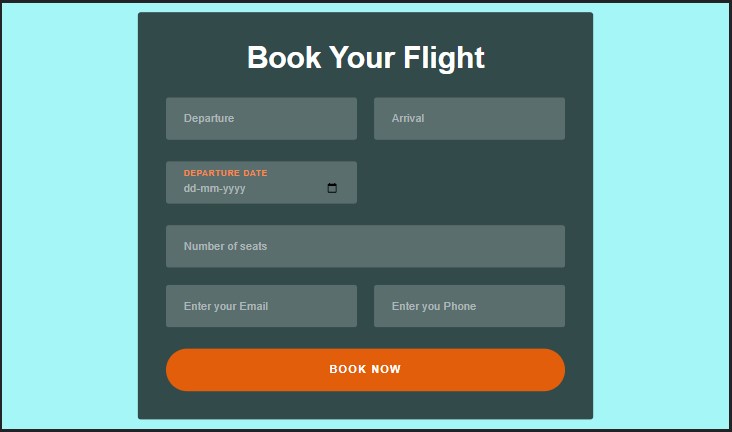 Book Your Flight
Departure
Arrival
DEPARTURE DATE
dd-mm-yyyy
Number of seats
Enter your Email
Enter you Phone
BOOK NOW